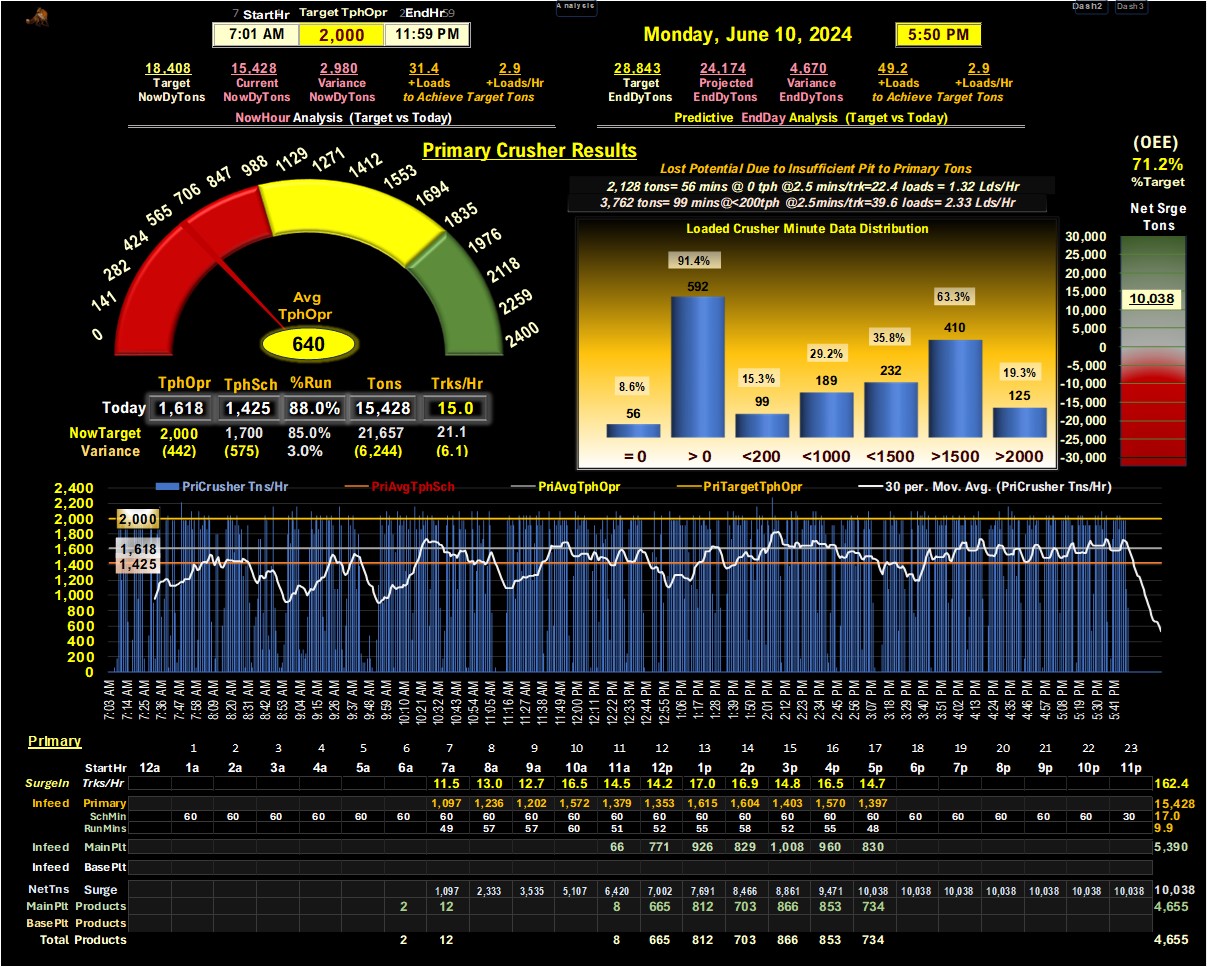 7 StartHr Target TphOpr 2EndHr59 Analysis Dash2 Dash3
7:01 AM 2,000 11:59 PM Monday, June 10, 2024 5:50 PM
18,408 15,428 2,980 31.4 2.9 28,843 24,174 4,670 49.2 2.9
Target Current Variance +Loads +Loads/Hr Target Projected Variance +Loads +Loads/Hr
NowDyTons NowDyTons NowDyTons to Achieve Target Tons EndDyTons EndDyTons EndDyTons to Achieve Target Tons
NowHour Analysis (Target vs Today) Predictive EndDay Analysis (Target vs Today)
Primary Crusher Results
0 141 282 424 565 706 847 988 1129 1271 1412 1553 1694 1835 1976 2118 2259 2400
Avg
TphOpr
640
TphOpr TphSch %Run Tons Trks/Hr
Today 1,618 1,425 88.0% 15,428 15.0
NowTarget 2,000 1,700 85.0% 21,657 21.1
Variance (442) (575) 3.0% (6,244) (6.1)
Lost Potential Due to Insufficient Pit to Primary Tons
2,128 tons= 56 mins @ 0 tph @2.5 mins/trk=22.4 loads = 1.32 Lds/Hr
3,762 tons= 99 mins@<200tph @2.5mins/trk=39.6 loads= 2.33 Lds/Hr
Loaded Crusher Minute Data Distribution
8.6% 91.4% 15.3% 29.2% 35.8% 63.3% 19.3%
56 592 99 189 232 410 125
= 0 > 0 <200 <1000 <1500 >1500 >2000
(OEE)
71.2%
%Target
Net Srge
Tons
30,000
25,000
20,000
15,000
10,038
10,000
5,000
0
-5,000
-10,000
-15,000
-20,000
-25,000
-30,000
PriCrusher Tns/Hr PriAvgTphSch PriAvgTphOpr PriTargetTphOpr 30 per. Mov. Avg. (PriCrusher Tns/Hr)
2,400
2,200
2,000 2,000
1,800
1,600 1,618
1,400 1,425
1,200
1,000
800
600
400
200
0
7:03 AM 7:14 AM 7:25 AM 7:36 AM 7:47 AM 7:58 AM 8:09 AM 8:20 AM 8:31 AM 8:42 AM 8:53 AM 9:04 AM 9:15 AM 9:26 AM 9:37 AM 9:48 AM 9:59 AM 10:10 AM 10:21 AM 10:32 AM 10:43 AM 10:54 AM 11:05 AM 11:16 AM 11:27 AM 11:38 AM 11:49 AM 12:00 PM 12:11 PM 12:22 PM 12:33 PM 12:44 PM 12:55 PM 1:06 PM 1:17 PM 1:28 PM 1:39 PM 1:50 PM 2:01 PM 2:12 PM 2:23 PM 2:34 PM 2:45 PM 2:56 PM 3:07 PM 3:18 PM 3:29 PM 3:40 PM 3:51 PM 4:02 PM 4:13 PM 4:24 PM 4:35 PM 4:46 PM 4:57 PM 5:08 PM 5:19 PM 5:30 PM 5:41 PM
Primary
1 2 3 4 5 6 7 8 9 10 11 12 13 14 15 16 17 18 19 20 21 22 23
StartHr 12a 1a 2a 3a 4a 5a 6a 7a 8a 9a 10a 11a 12p 1p 2p 3p 4p 5p 6p 7p 8p 9p 10p 11p
SurgeIn Trks/Hr 11.5 13.0 12.7 16.5 14.5 14.2 17.0 16.9 14.8 16.5 14.7 162.4
Infeed Primary 1,097 1,236 1,202 1,572 1,379 1,353 1,615 1,604 1,403 1,570 1,397 15,428
SchMin 60 60 60 60 60 60 60 60 60 60 60 60 60 60 60 60 60 60 60 60 60 60 30 17.0
RunMins 49 57 57 60 51 52 55 58 52 55 48 9.9
Infeed MainPlt 66 771 926 829 1,008 960 830 5,390
Infeed BasePlt
NetTns Surge 1,097 2,333 3,535 5,107 6,420 7,002 7,691 8,466 8,861 9,471 10,038 10,038 10,038 10,038 10,038 10,038 10,038 10,038
MainPlt Products 2 12 8 665 812 703 866 853 734 4,655
BasePlt Products
Total Products 2 12 8 665 812 703 866 853 734 4,655